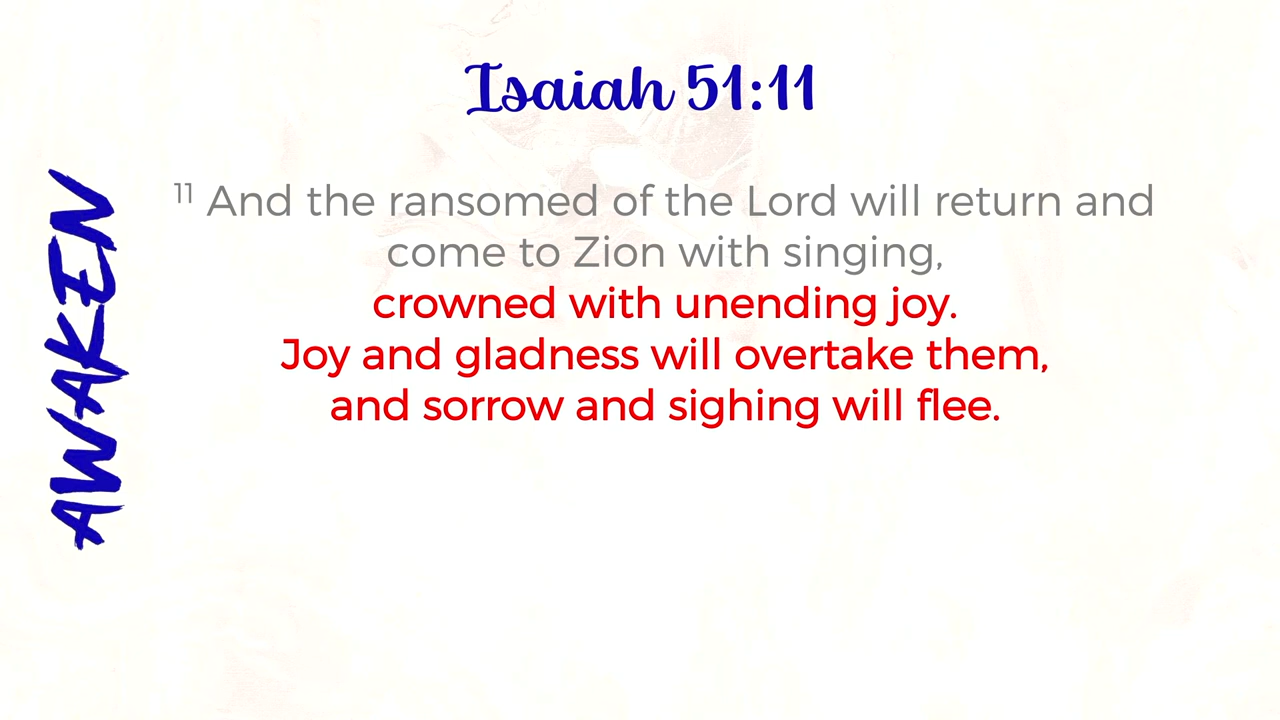 Isaiah 51:11
AWAKEN
11 And the ransomed of the Lord will return and
come to Zion with singing,
crowned with unending joy.
Joy and gladness will overtake them,
and sorrow and sighing will flee.